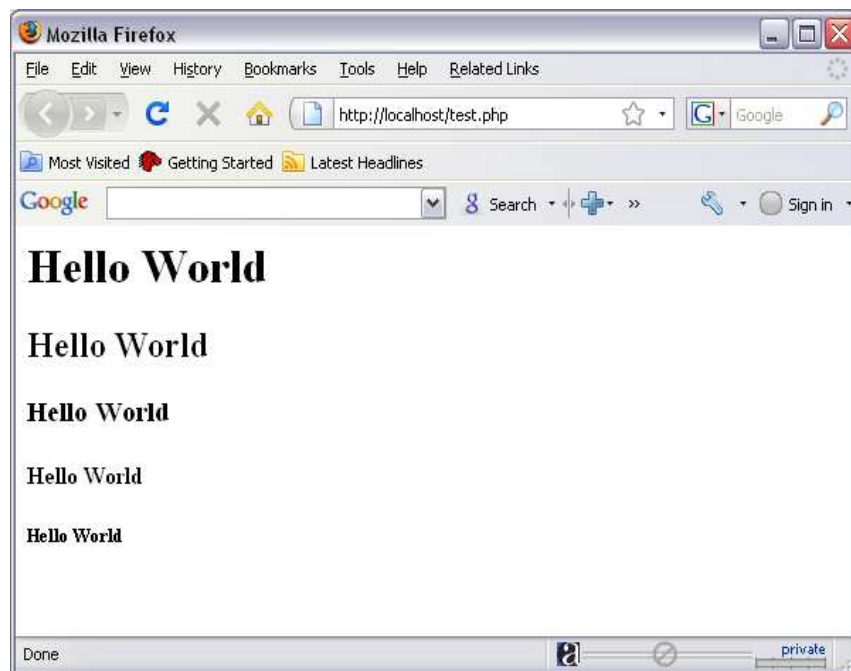 Mozilla Firefox
File Edit View History Bookmarks Tools Help Related Links
http://localhost/test.php G Google
Most Visited Getting Started Latest Headlines
Google g Search » Sign in
Hello World
Hello World
Hello World
Hello World
Hello World
Done private